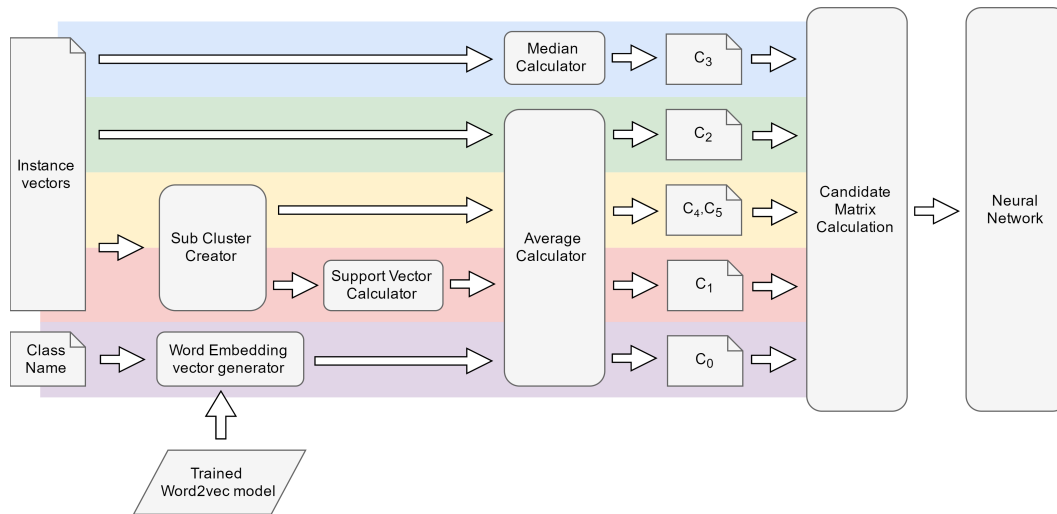 Median
Calculator
C3
Instance
vectors
C2
Sub Cluster
Creator
Average
Calculator
C4,C5
Candidate
Matrix
Calculation
Neural
Network
Support Vector
Calculator
C1
Class
Name
Word Embedding
vector generator
C0
Trained
Word2vec model